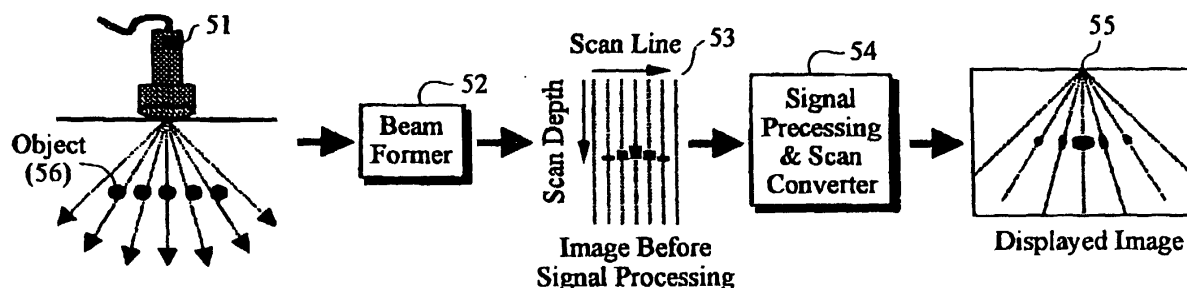 51
Object
(56)
52
Beam
Former
Scan Line
53
Scan Depth
Image Before
Signal Processing
54
Signal
Precessing
& Scan
Converter
55
Displayed Image